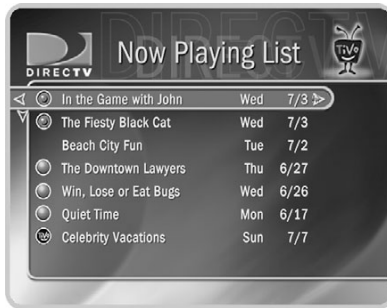 DIRECTV
DIRECTV
Now Playing List
TiVo
In the Game with John Wed 7/3
The Fiesty Black Cat Wed 7/3
Beach City Fun Tue 7/2
The Downtown Lawyers Thu 6/27
Win, Lose or Eat Bugs Wed 6/26
Quiet Time Mon 6/17
TiVo Celebrity Vacations Sun 7/7